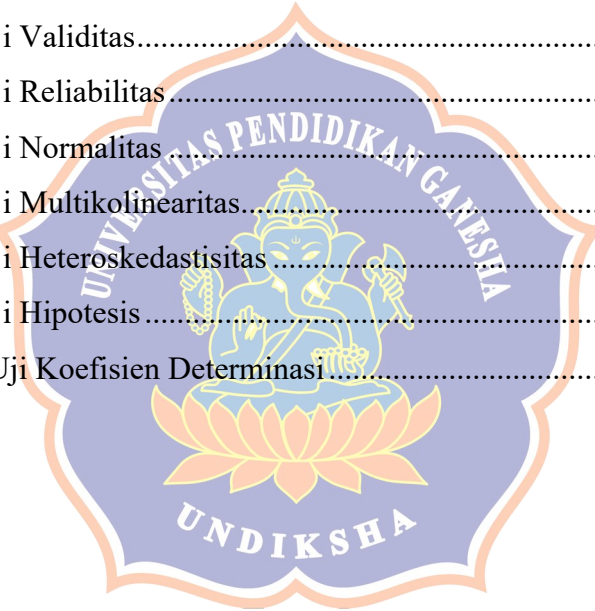 i Validitas
i Reliabilitas
i Normalitas
i Multikolinearitas
i Heteroskedastisitas
i Hipotesis
Uji Koefisien Determinasi
UNIVERSITAS PENDIDIKAN GANESHA
UNDIKSHA